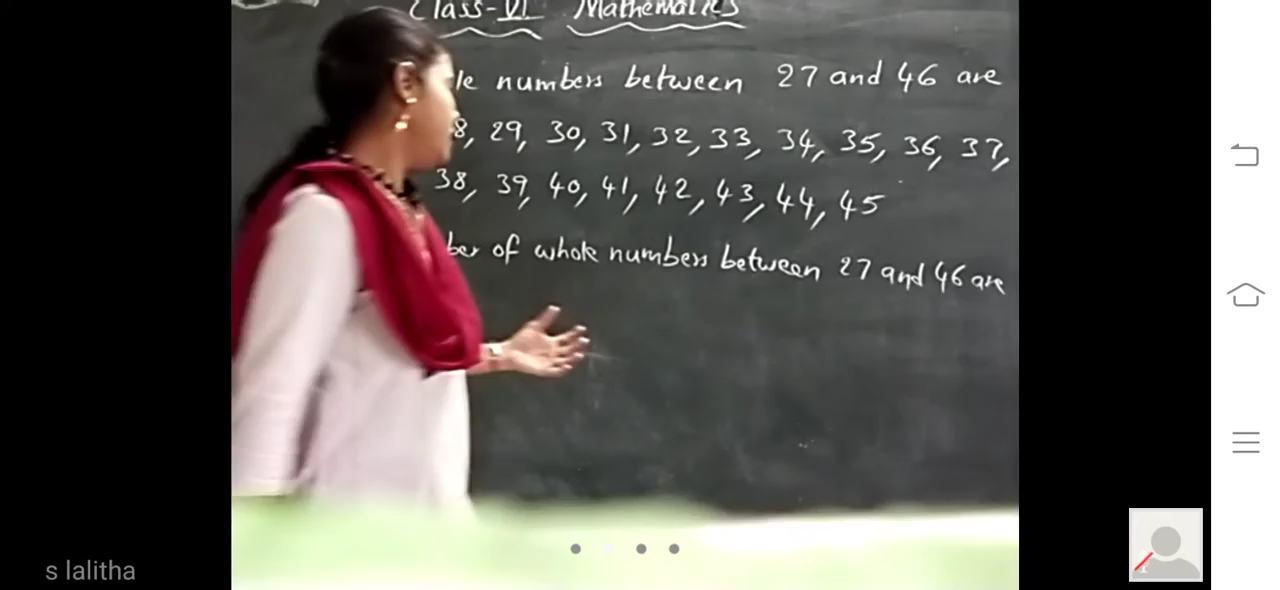 Class-VI Mathematics
numbers between 27 and 46 are
29, 30, 31, 32, 33, 34, 35, 36, 37,
38, 39, 40, 41, 42, 43, 44, 45
of whole numbers between 27 and 46 are
s lalitha